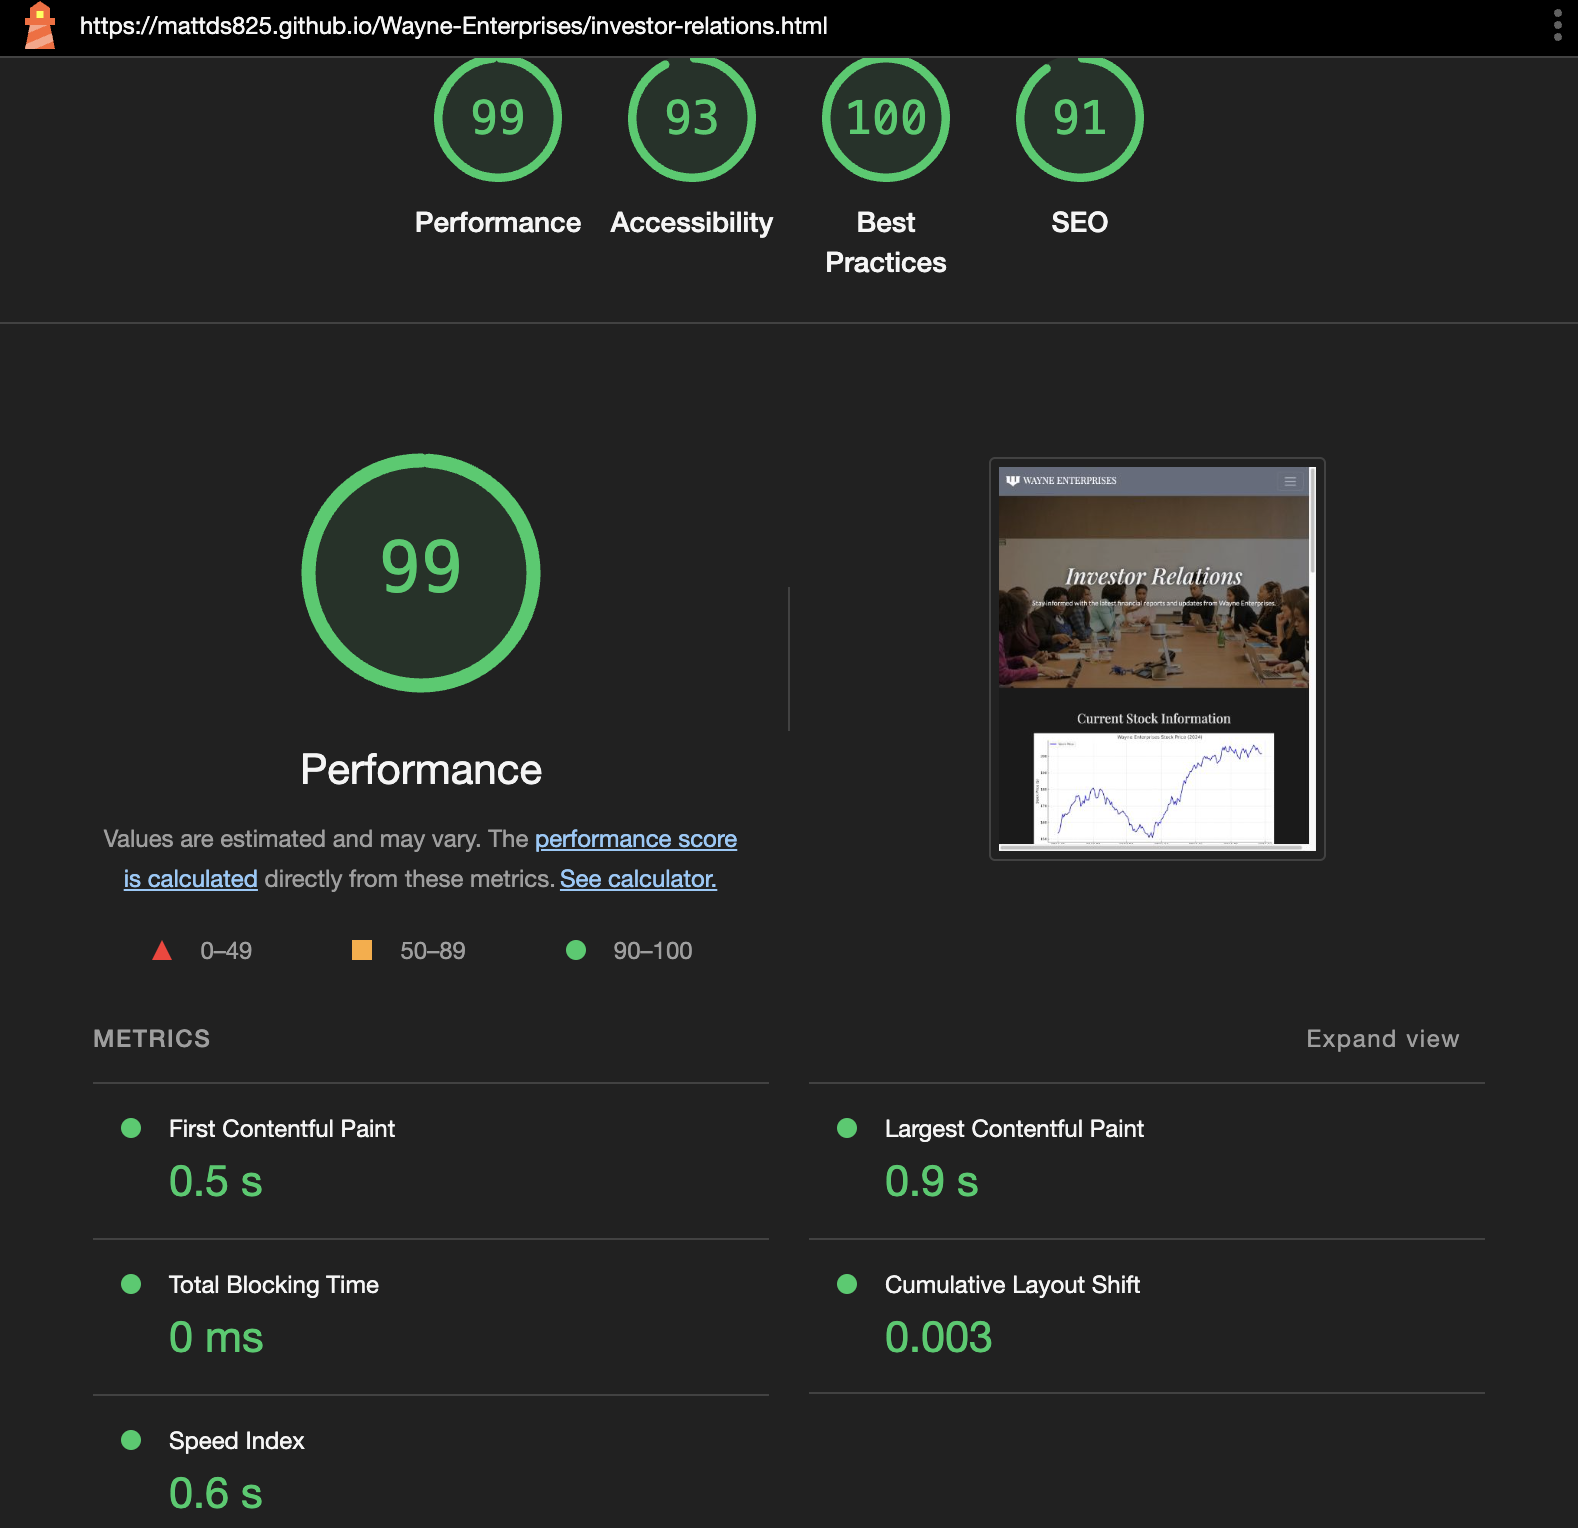 https://mattds825.github.io/Wayne-Enterprises/investor-relations.html
99
93
100
91
Performance
Accessibility
Best
Practices
SEO
99
Performance
Values are estimated and may vary. The performance score
is calculated directly from these metrics. See calculator.
0–49
50–89
90–100
WAYNE ENTERPRISES
Investor Relations
Stay informed with the latest financial reports and updates from Wayne Enterprises.
Current Stock Information
Wayne Enterprises Stock Price (2024)
METRICS
Expand view
First Contentful Paint
0.5 s
Largest Contentful Paint
0.9 s
Total Blocking Time
0 ms
Cumulative Layout Shift
0.003
Speed Index
0.6 s